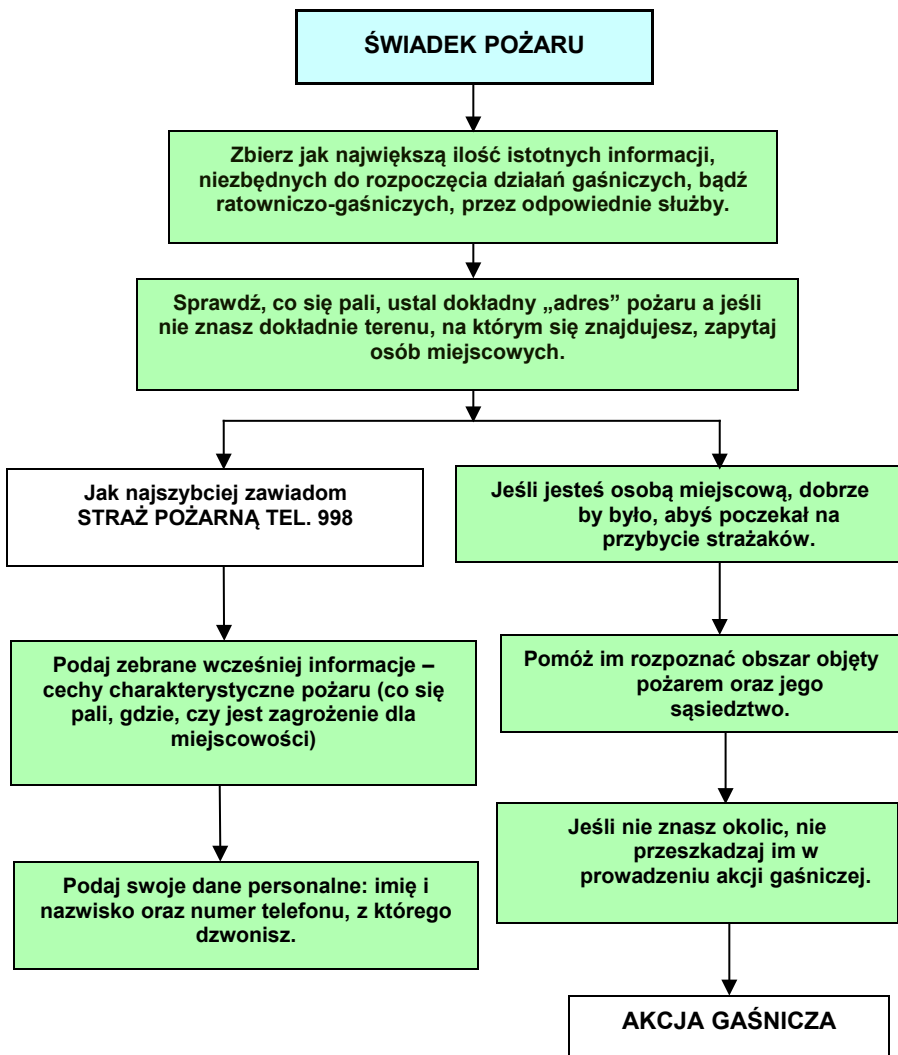 ŚWIADEK POŻARU
Zbierz jak największą ilość istotnych informacji,
niezbędnych do rozpoczęcia działań gaśniczych, bądź
ratowniczo-gaśniczych, przez odpowiednie służby.
Sprawdź, co się pali, ustal dokładny „adres” pożaru a jeśli
nie znasz dokładnie terenu, na którym się znajdujesz, zapytaj
osób miejscowych.
Jak najszybciej zawiadom
STRAŻ POŻARNĄ TEL. 998
Podaj zebrane wcześniej informacje –
cechy charakterystyczne pożaru (co się
pali, gdzie, czy jest zagrożenie dla
miejscowości)
Podaj swoje dane personalne: imię i
nazwisko oraz numer telefonu, z którego
dzwonisz.
Jeśli jesteś osobą miejscową, dobrze
by było, abyś poczekał na
przybycie strażaków.
Pomóż im rozpoznać obszar objęty
pożarem oraz jego
sąsiedztwo.
Jeśli nie znasz okolic, nie
przeszkadzaj im w
prowadzeniu akcji gaśniczej.
AKCJA GAŚNICZA